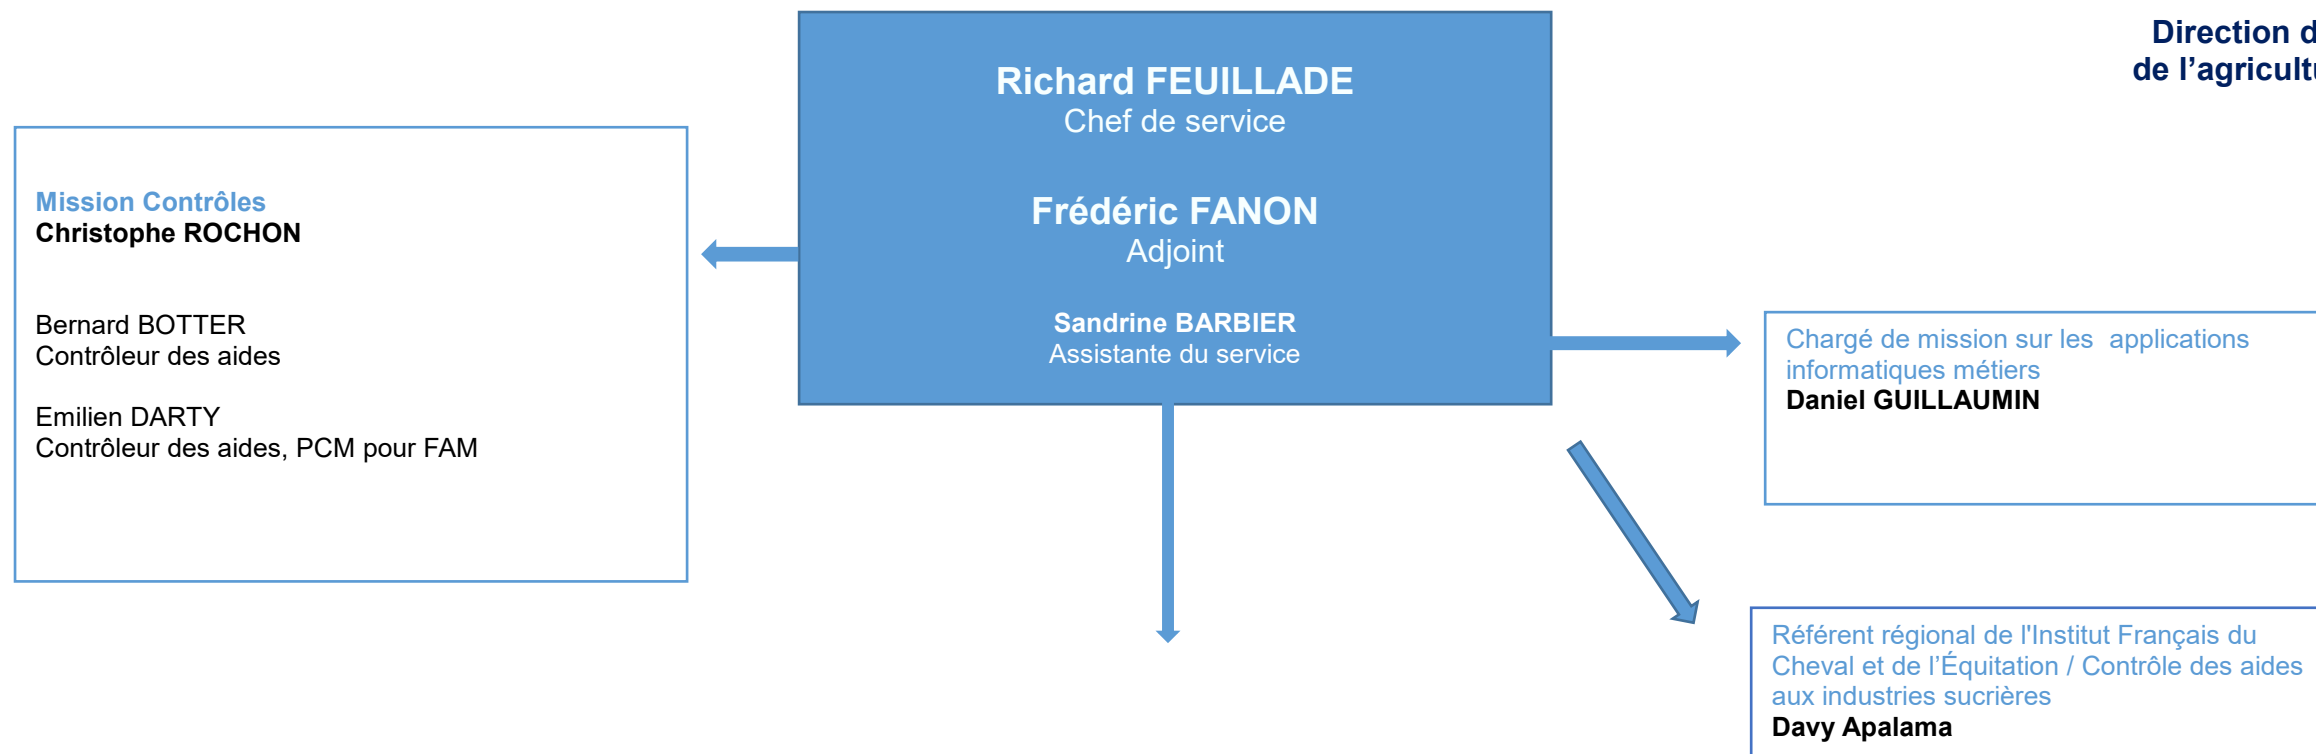 Direction d
de l’agricultu
Richard FEUILLADE
Chef de service
Frédéric FANON
Adjoint
Sandrine BARBIER
Assistante du service
Mission Contrôles
Christophe ROCHON
Bernard BOTTER
Contrôleur des aides
Emilien DARTY
Contrôleur des aides, PCM pour FAM
Chargé de mission sur les  applications
informatiques métiers
Daniel GUILLAUMIN
Référent régional de l'Institut Français du
Cheval et de l’Équitation / Contrôle des aides
aux industries sucrières
Davy Apalama